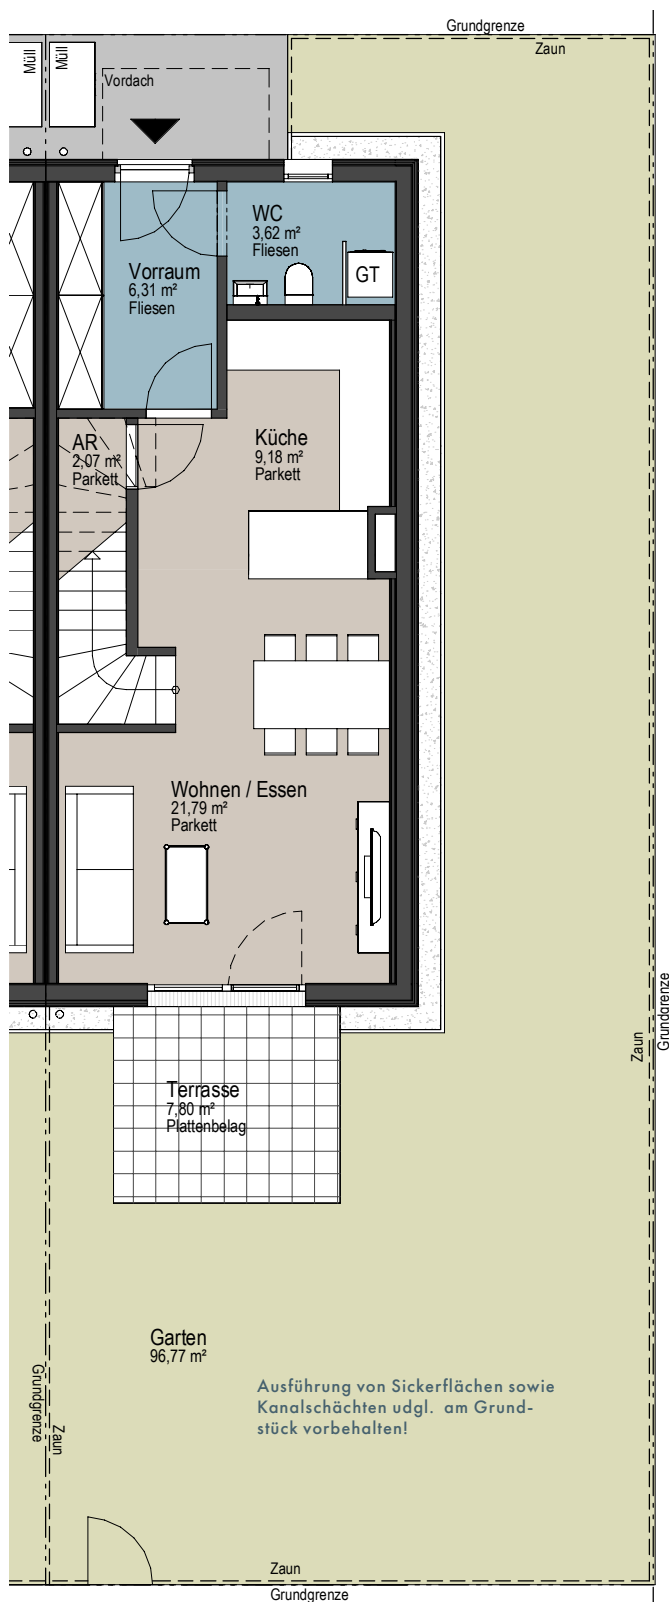 Grundgrenze
Zaun
Müll
Müll
Vordach
WC
3,62 m²
Fliesen
GT
Vorraum
6,31 m²
Fliesen
AR
2,07 m²
Parkett
Küche
9,18 m²
Parkett
Wohnen / Essen
21,79 m²
Parkett
Grundgrenze
Zaun
Terrasse
7,80 m²
Plattenbelag
Garten
96,77 m²
Grundgrenze
Zaun
Ausführung von Sickerflächen sowie
Kanalschächten udgl. am Grund-
stück vorbehalten!
Zaun
Grundgrenze